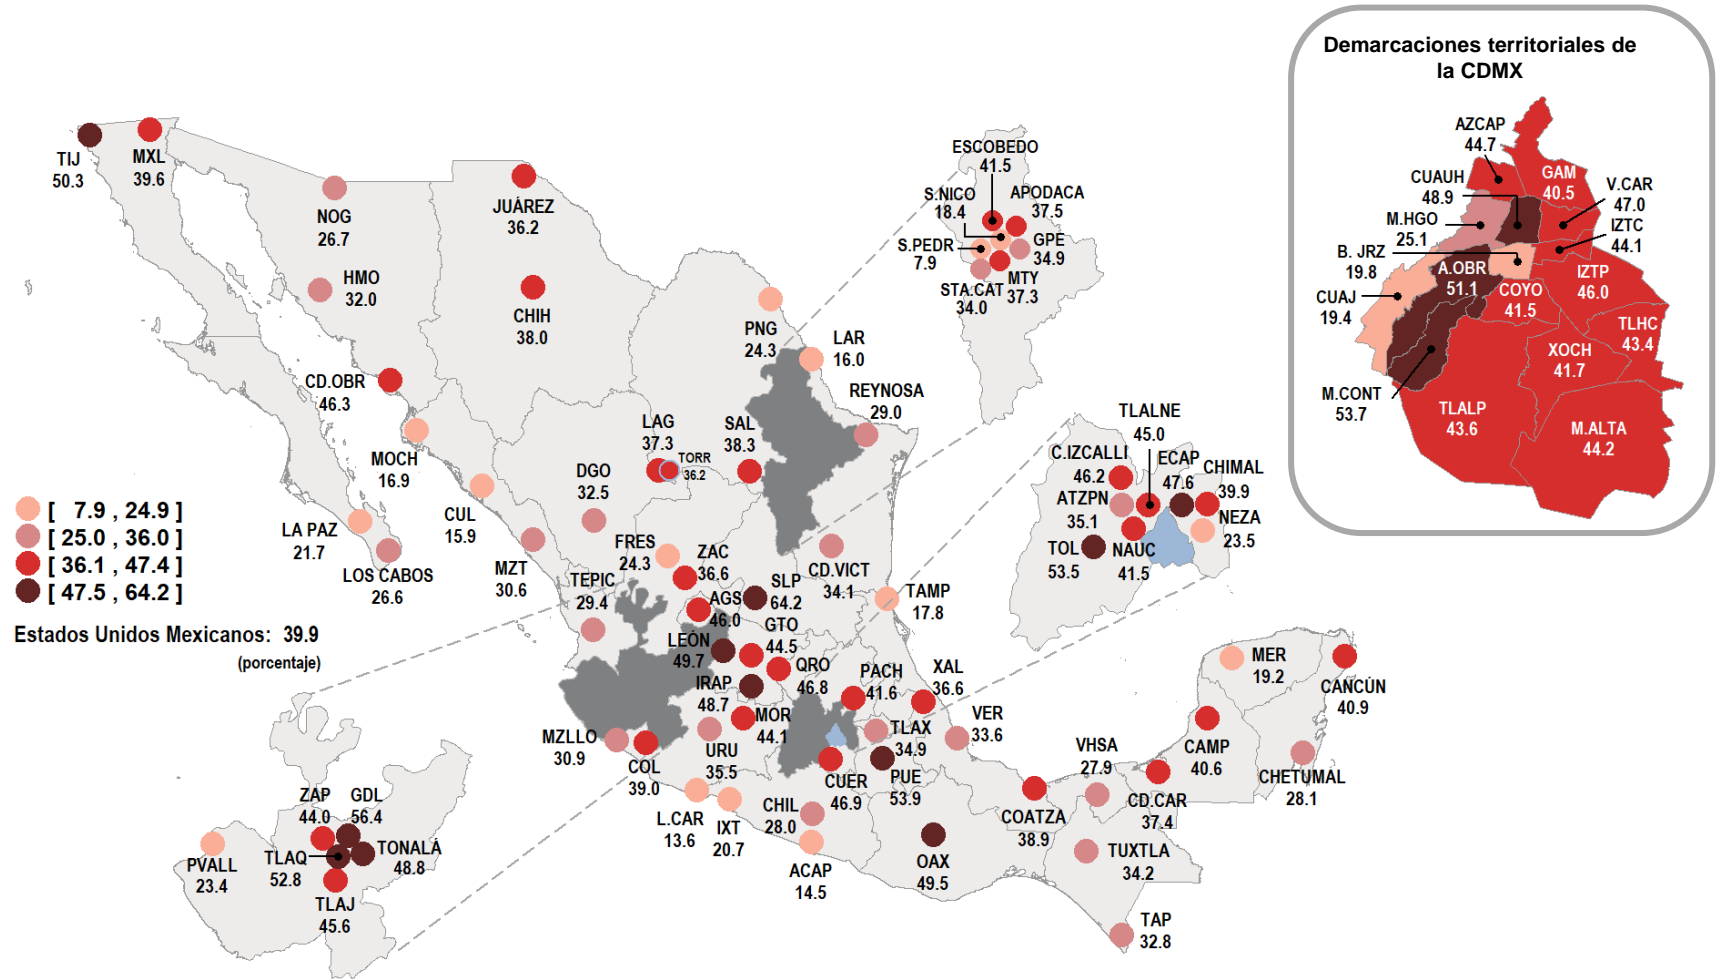 Demarcaciones territoriales de
la CDMX
AZCAP
44.7
CUAUH
48.9
GAM
40.5
V.CAR
47.0
M.HGO
25.1
IZTC
44.1
B. JRZ
19.8
A.OBR
51.1
IZTP
46.0
CUAJ
19.4
COYO
41.5
TLHC
43.4
XOCH
41.7
M.CONT
53.7
TLALP
43.6
M.ALTA
44.2
TIJ
50.3
MXL
39.6
NOG
26.7
HMO
32.0
JUÁREZ
36.2
CHIH
38.0
CD.OBR
46.3
MOCH
16.9
CUL
15.9
LA PAZ
21.7
LOS CABOS
26.6
MZT
30.6
ESCOBEDO
41.5
S.NICO
18.4
APODACA
37.5
S.PEDR
7.9
GPE
34.9
STA.CAT
34.0
MTY
37.3
PNG
24.3
LAR
16.0
REYNOSA
29.0
LAG
37.3
TORR
36.2
SAL
38.3
DGO
32.5
FRES
24.3
ZAC
36.6
TEPIC
29.4
AGS
46.0
SLP
64.2
CD.VICT
34.1
TAMP
17.8
LEÓN
49.7
GTO
44.5
IRAP
48.7
QRO
46.8
PACH
41.6
XAL
36.6
MOR
44.1
URU
35.5
MZLLO
30.9
COL
39.0
TLAX
34.9
VER
33.6
CUER
46.9
PUE
53.9
L.CAR
13.6
IXT
20.7
CHIL
28.0
ACAP
14.5
OAX
49.5
COATZA
38.9
VHSA
27.9
CD.CAR
37.4
TUXTLA
34.2
TAP
32.8
CAMP
40.6
MER
19.2
CANCÚN
40.9
CHETUMAL
28.1
TLALNE
45.0
C.IZCALLI
46.2
ECAP
47.6
CHIMAL
39.9
ATZPN
35.1
NEZA
23.5
TOL
53.5
NAUC
41.5
[ 7.9 , 24.9 ]
[ 25.0 , 36.0 ]
[ 36.1 , 47.4 ]
[ 47.5 , 64.2 ]
Estados Unidos Mexicanos: 39.9
(porcentaje)
ZAP
44.0
GDL
56.4
PVALL
23.4
TLAQ
52.8
TONALÁ
48.8
TLAJ
45.6